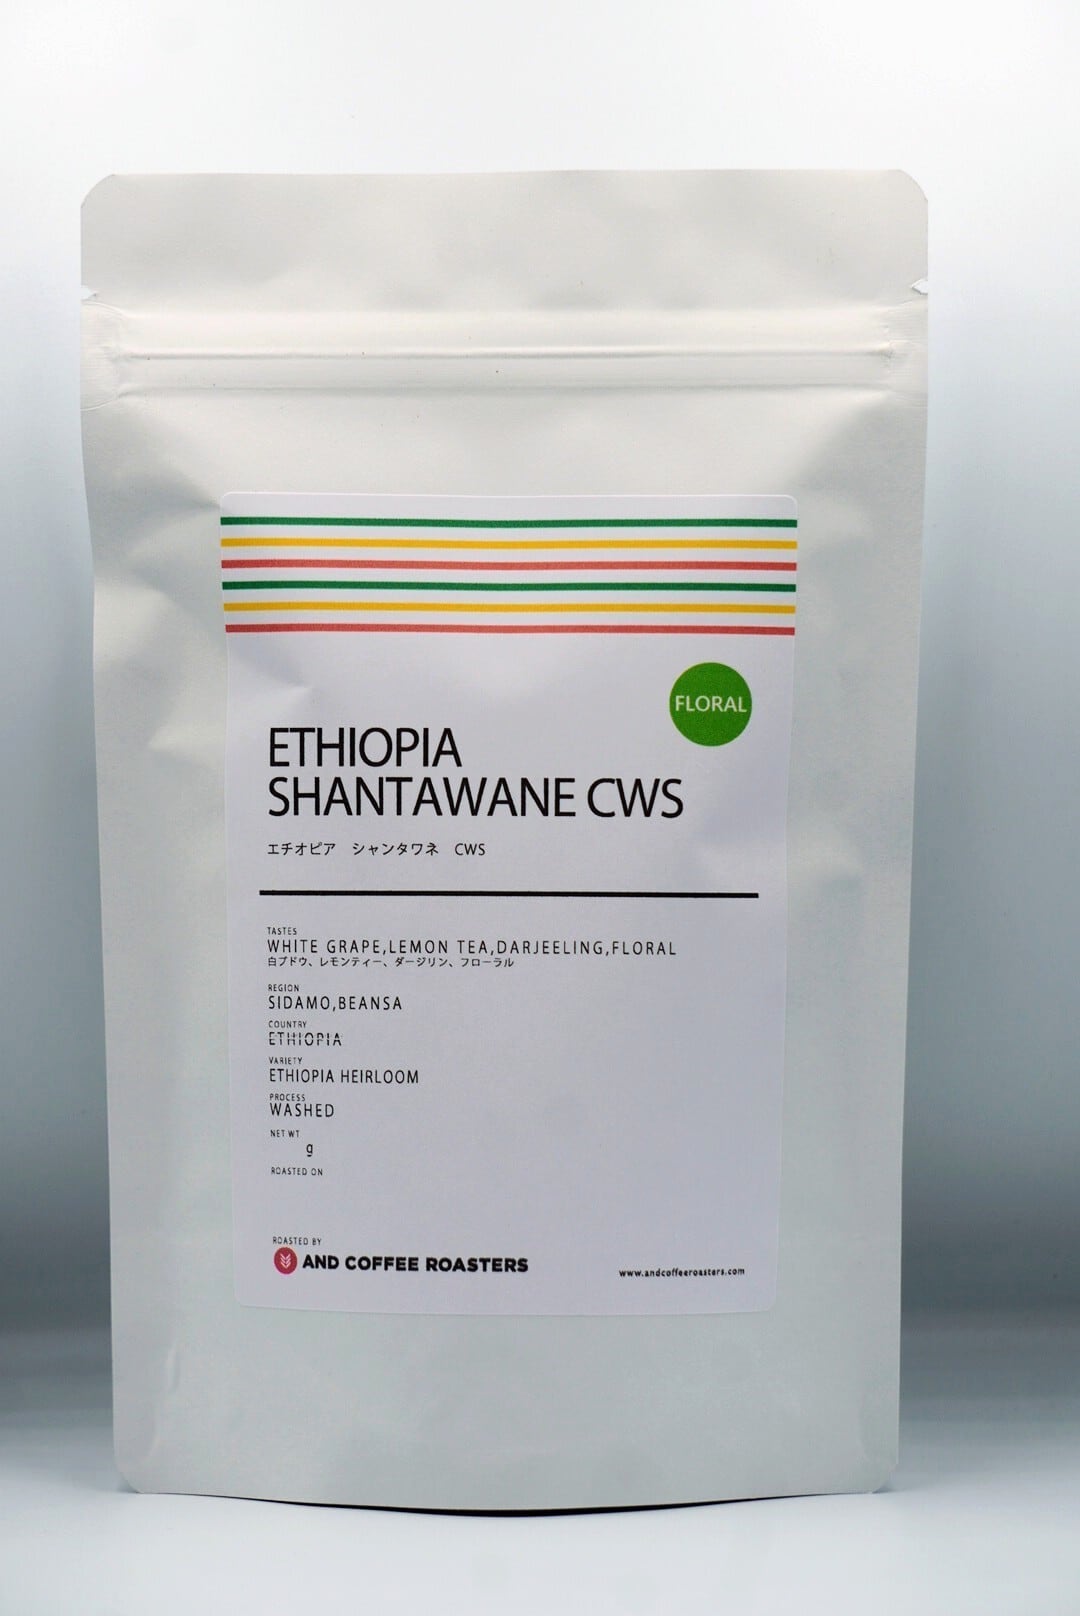 FLORAL
ETHIOPIA
SHANTAWANE CWS
エチオピア　シャンタワネ　CWS
TASTES
WHITE GRAPE,LEMON TEA,DARJEELING,FLORAL
白ブドウ、レモンティー、ダージリン、フローラル
REGION
SIDAMO,BEANSA
COUNTRY
ETHIOPIA
VARIETY
ETHIOPIA HEIRLOOM
PROCESS
WASHED
NET WT
g
ROASTED ON
ROASTED BY
AND COFFEE ROASTERS
www.andcoffeeroasters.com